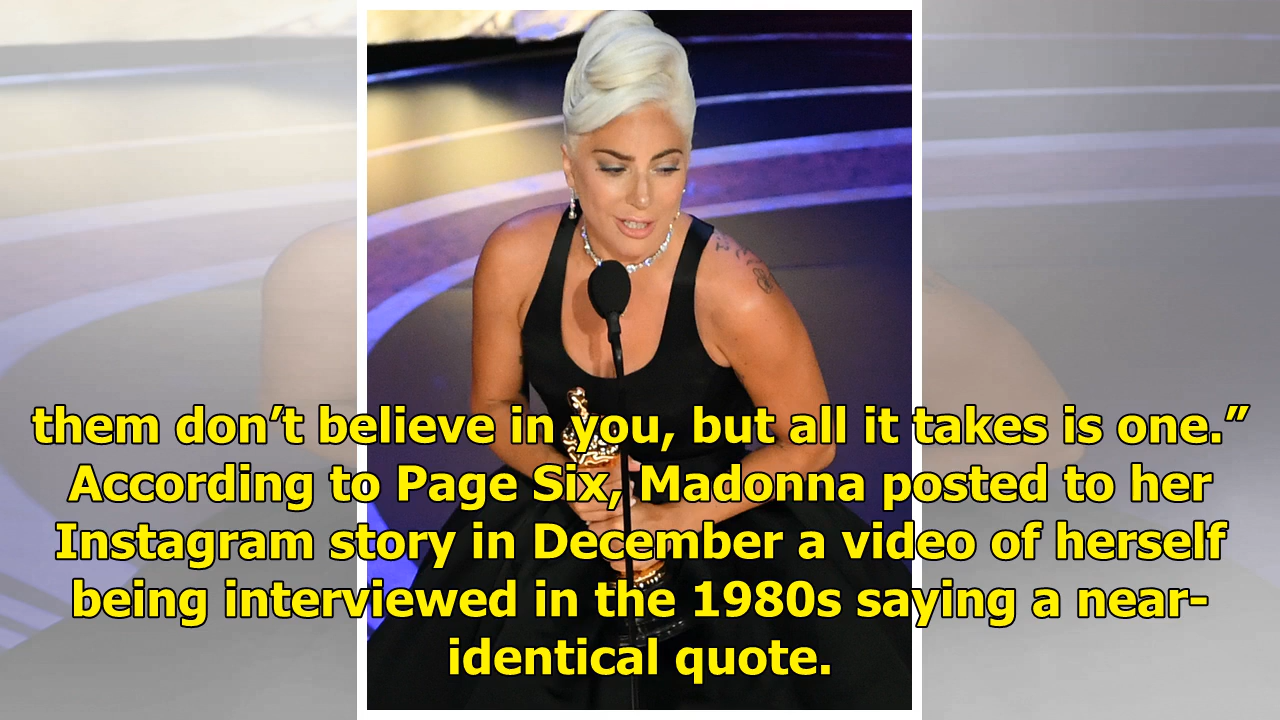 them don’t believe in you, but all it takes is one.”
According to Page Six, Madonna posted to her
Instagram story in December a video of herself
being interviewed in the 1980s saying a near-
identical quote.